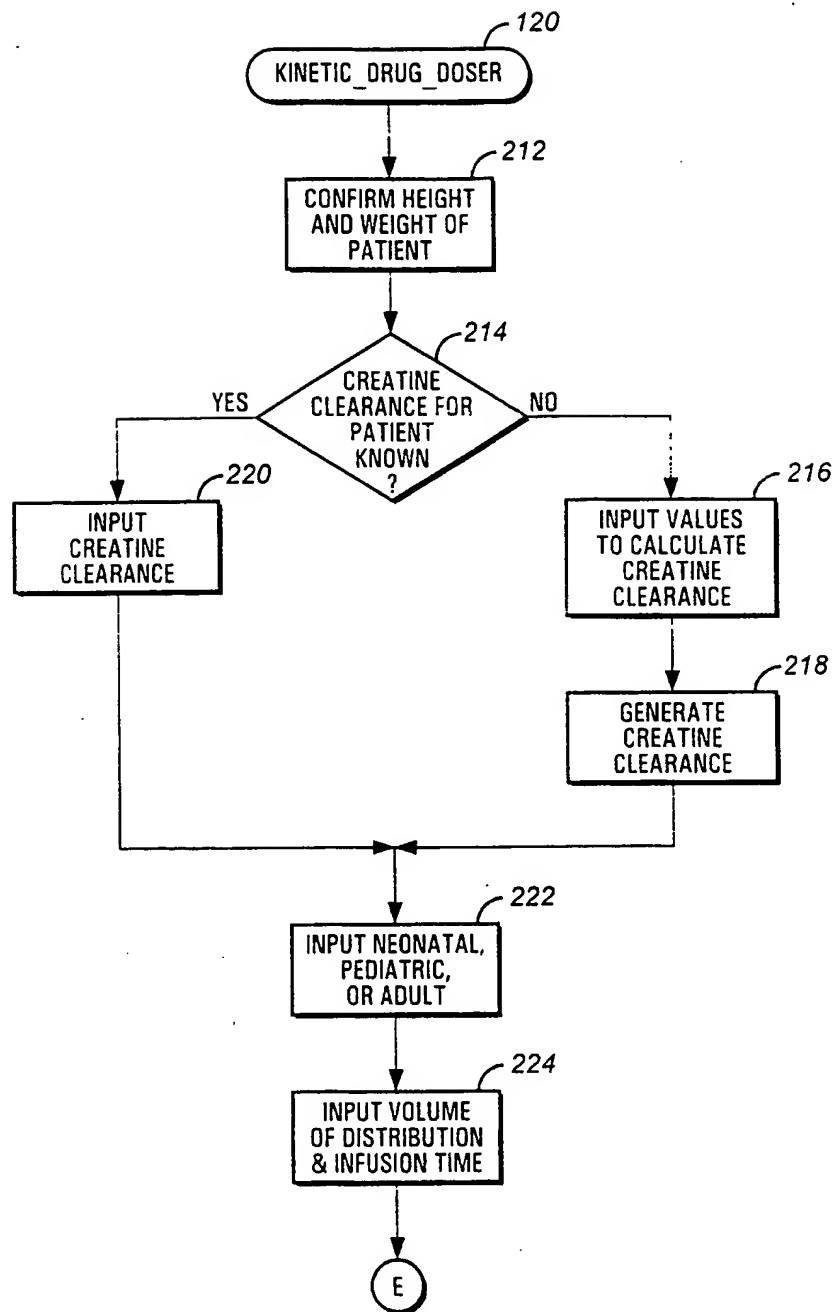 120
KINETIC_DRUG_DOSER
212
CONFIRM HEIGHT
AND WEIGHT OF
PATIENT
214
CREATINE
CLEARANCE FOR
PATIENT
KNOWN
?
YES
NO
220
INPUT
CREATINE
CLEARANCE
216
INPUT VALUES
TO CALCULATE
CREATINE
CLEARANCE
218
GENERATE
CREATINE
CLEARANCE
222
INPUT NEONATAL,
PEDIATRIC,
OR ADULT
224
INPUT VOLUME
OF DISTRIBUTION
& INFUSION TIME
E